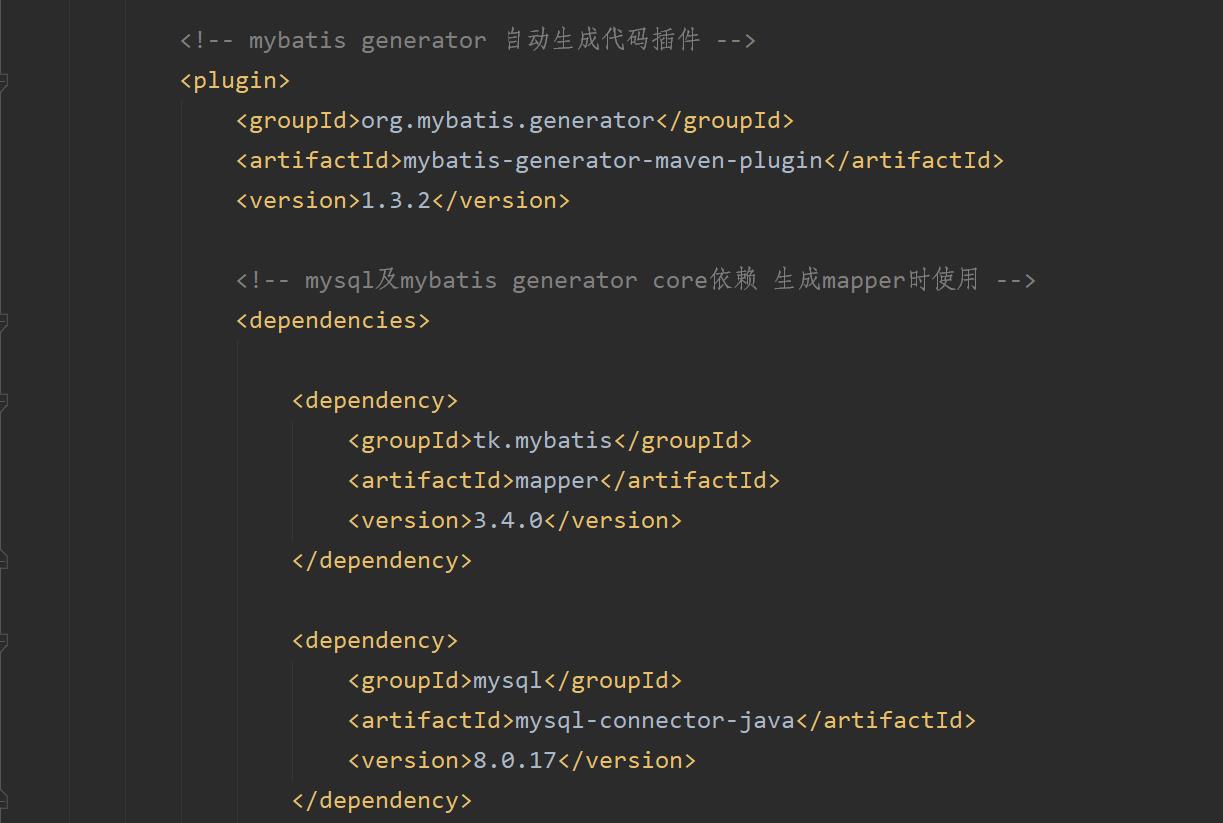 <!-- mybatis generator 自动生成代码插件 -->
<plugin>
<groupId>org.mybatis.generator</groupId>
<artifactId>mybatis-generator-maven-plugin</artifactId>
<version>1.3.2</version>
<!-- mysql及mybatis generator core依赖 生成mapper时使用 -->
<dependencies>
<dependency>
<groupId>tk.mybatis</groupId>
<artifactId>mapper</artifactId>
<version>3.4.0</version>
</dependency>
<dependency>
<groupId>mysql</groupId>
<artifactId>mysql-connector-java</artifactId>
<version>8.0.17</version>
</dependency>